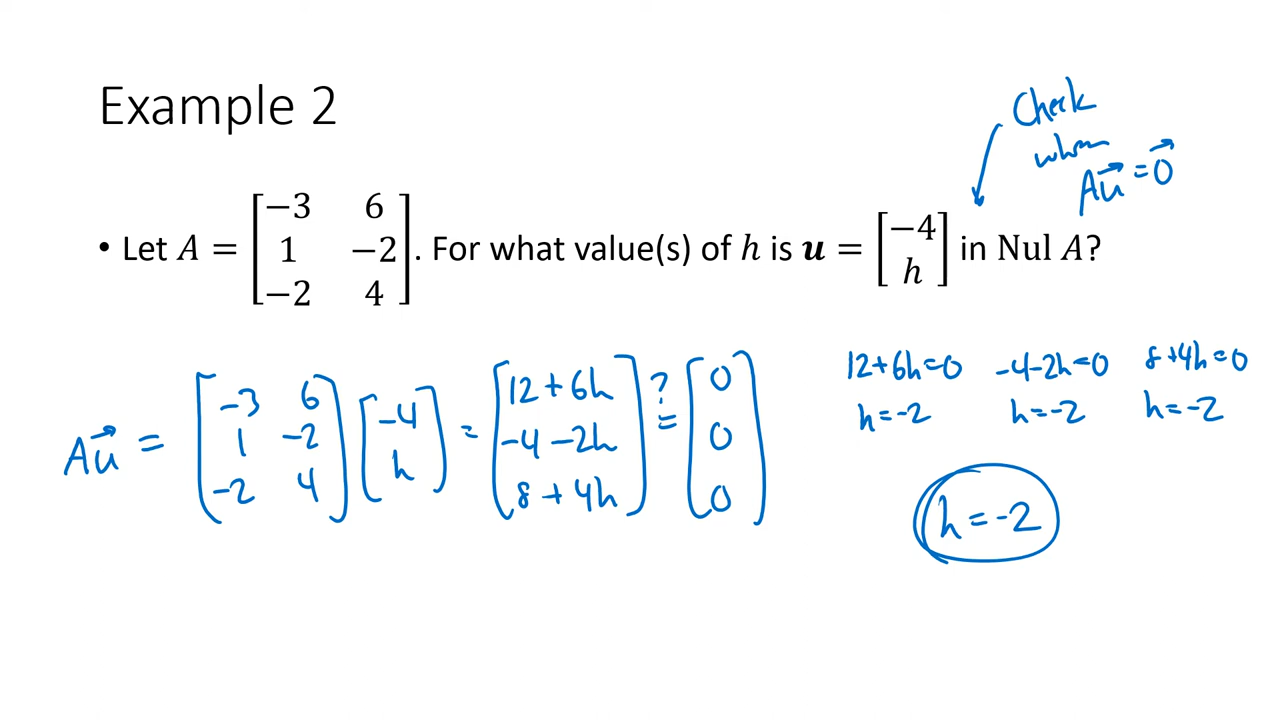 Example 2
Check
when
Au⃗ = 0⃗
• Let A = [−3 6; 1 −2; −2 4]. For what value(s) of h is u = [−4; h] in Nul A?
Au⃗ = [-3 6; 1 -2; -2 4] [-4; h] = [12 + 6h; -4 - 2h; 8 + 4h] ?= [0; 0; 0]
12+6h=0 -4-2h=0 8+4h=0
h=-2 h=-2 h=-2
h = -2